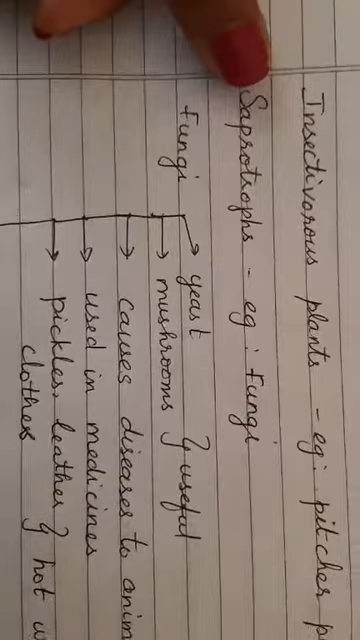 Insectivorous plants - eg: pitcher
Saprotrophs - eg: fungi
fungi → yeast
→ mushrooms } useful
→ causes diseases to
→ used in medicines
→ pickles, leather } hot
clothes